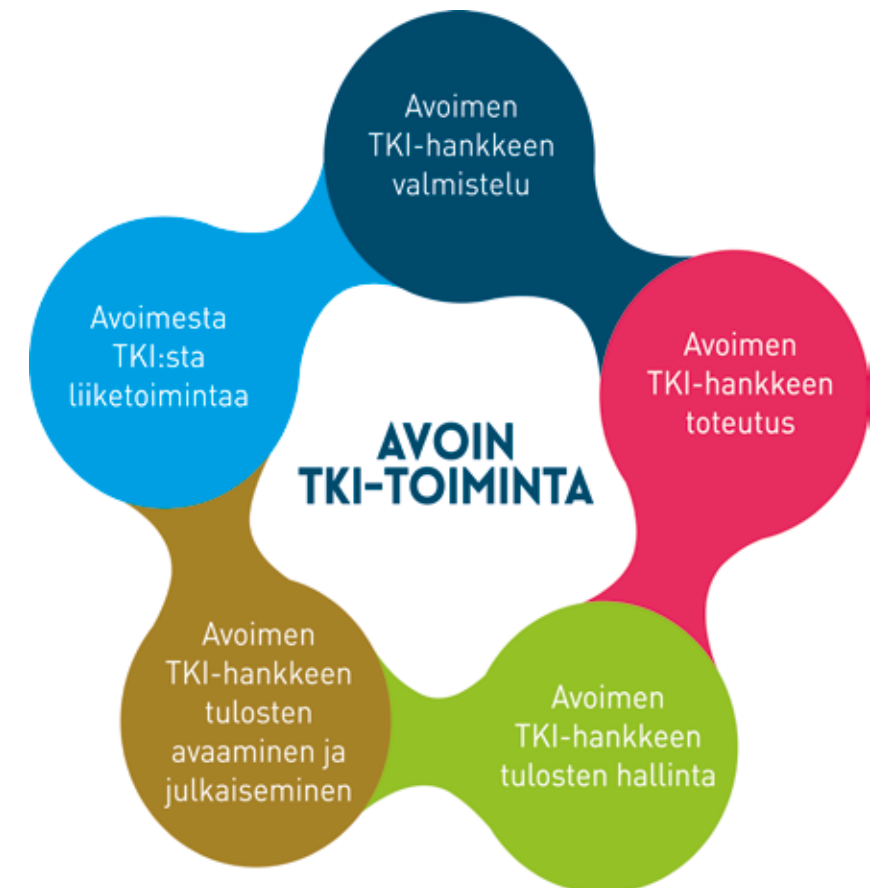 Avoimen
TKI-hankkeen
valmistelu
Avoimen
TKI-hankkeen
toteutus
Avoimen
TKI-hankkeen
tulosten hallinta
Avoimen
TKI-hankkeen
tulosten
avaaminen ja
julkaiseminen
Avoimesta
TKI:sta
liiketoimintaa
AVOIN
TKI-TOIMINTA